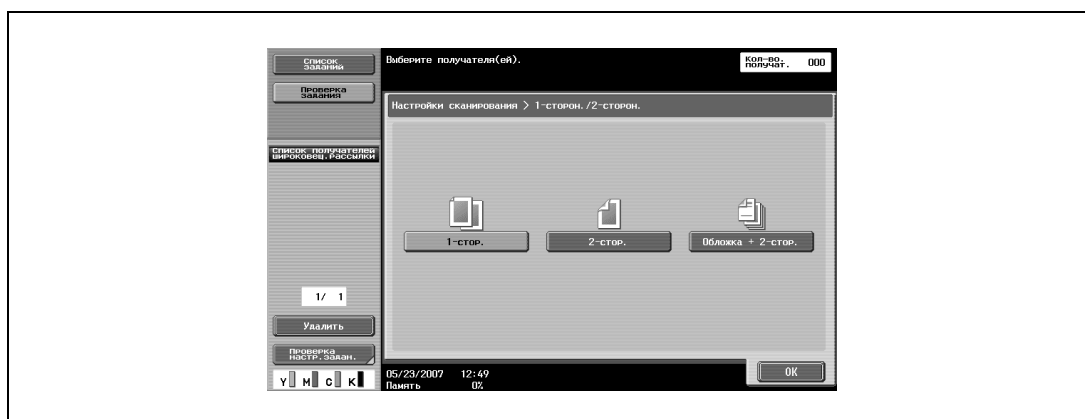 Список
заданий
Проверка
задания
Список получателей
широковещ.рассылки
1/ 1
Удалить
Проверка
настр.задан.
Y M C K
Выберите получателя(ей).
Кол-во.
получат. 000
Настройки сканирования > 1-сторон./2-сторон.
1-стор. 2-стор. Обложка + 2-стор.
05/23/2007 12:49
Память 0%
OK